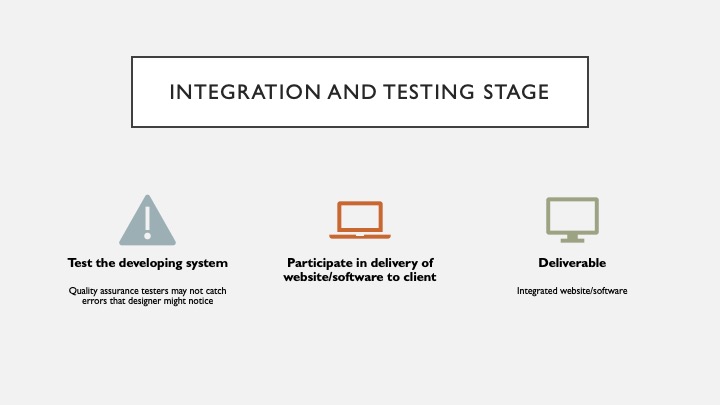 INTEGRATION AND TESTING STAGE
Test the developing system
Quality assurance testers may not catch
errors that designer might notice
Participate in delivery of
website/software to client
Deliverable
Integrated website/software